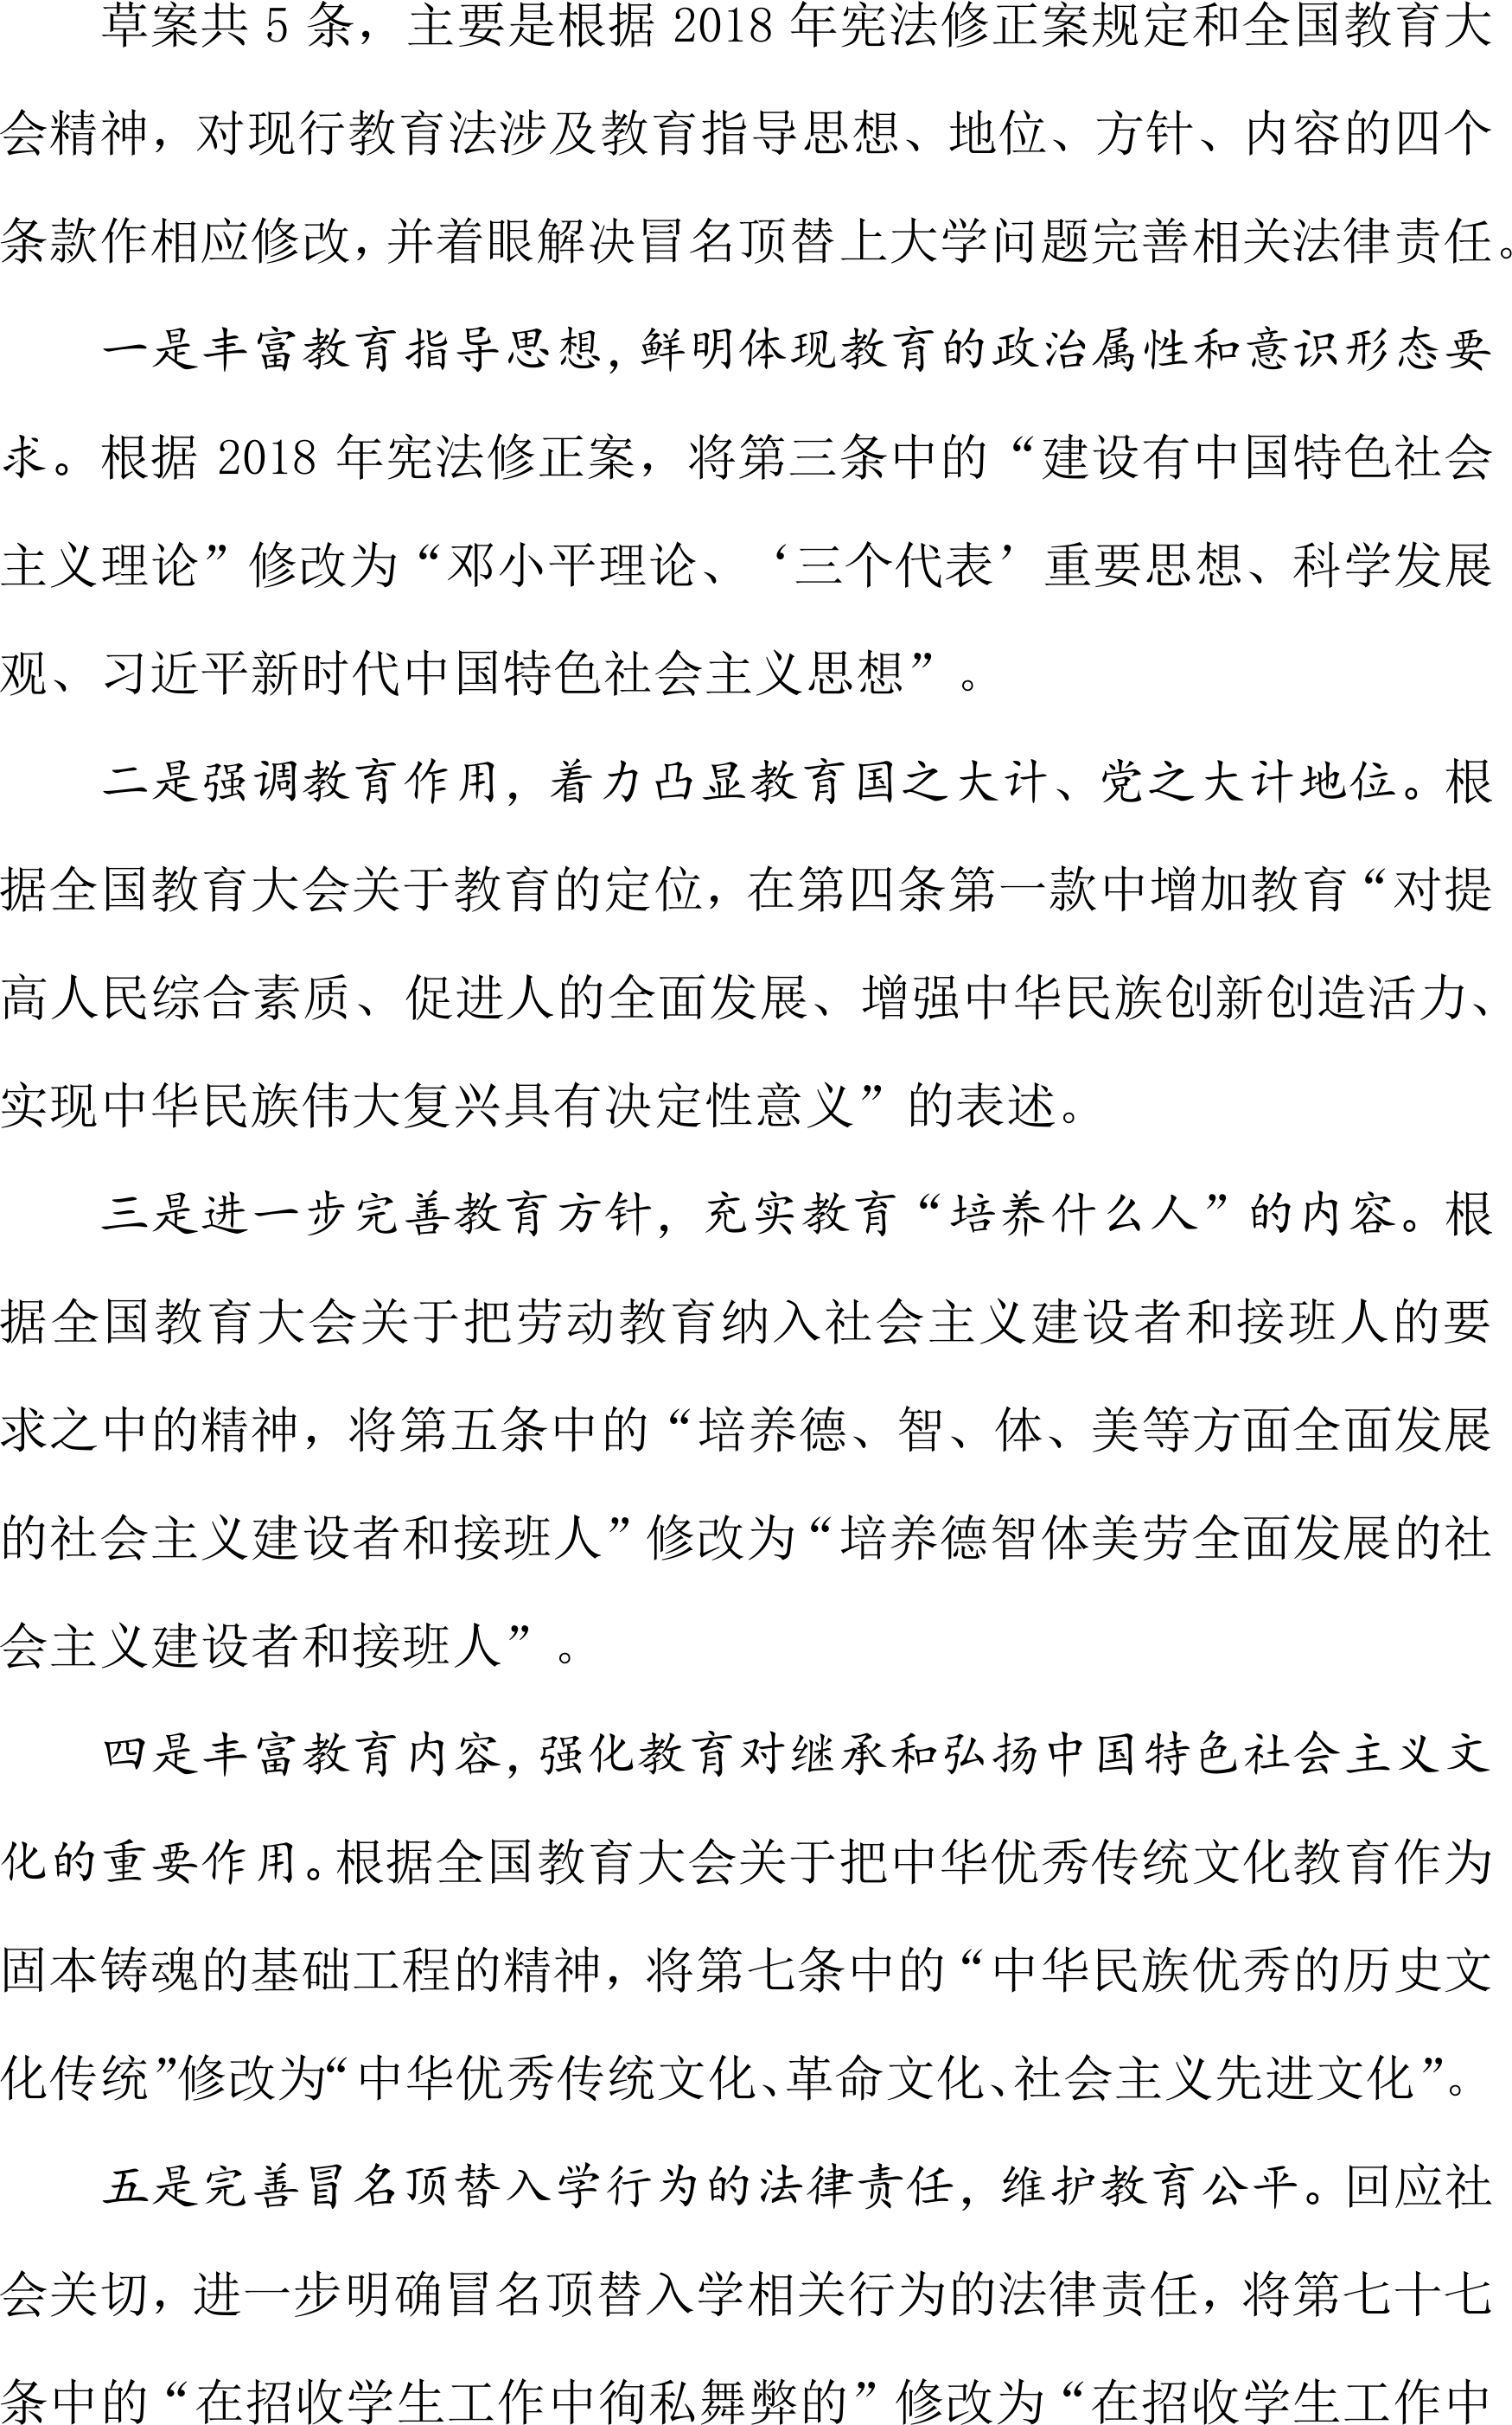 草案共 5 条，主要是根据 2018 年宪法修正案规定和全国教育大
会精神，对现行教育法涉及教育指导思想、地位、方针、内容的四个
条款作相应修改，并着眼解决冒名顶替上大学问题完善相关法律责任。
一是丰富教育指导思想，鲜明体现教育的政治属性和意识形态要
求。根据 2018 年宪法修正案，将第三条中的“建设有中国特色社会
主义理论”修改为“邓小平理论、‘三个代表’重要思想、科学发展
观、习近平新时代中国特色社会主义思想”。
二是强调教育作用，着力凸显教育国之大计、党之大计地位。根
据全国教育大会关于教育的定位，在第四条第一款中增加教育“对提
高人民综合素质、促进人的全面发展、增强中华民族创新创造活力、
实现中华民族伟大复兴具有决定性意义”的表述。
三是进一步完善教育方针，充实教育“培养什么人”的内容。根
据全国教育大会关于把劳动教育纳入社会主义建设者和接班人的要
求之中的精神，将第五条中的“培养德、智、体、美等方面全面发展
的社会主义建设者和接班人”修改为“培养德智体美劳全面发展的社
会主义建设者和接班人”。
四是丰富教育内容，强化教育对继承和弘扬中国特色社会主义文
化的重要作用。根据全国教育大会关于把中华优秀传统文化教育作为
固本铸魂的基础工程的精神，将第七条中的“中华民族优秀的历史文
化传统”修改为“中华优秀传统文化、革命文化、社会主义先进文化”。
五是完善冒名顶替入学行为的法律责任，维护教育公平。回应社
会关切，进一步明确冒名顶替入学相关行为的法律责任，将第七十七
条中的“在招收学生工作中徇私舞弊的”修改为“在招收学生工作中